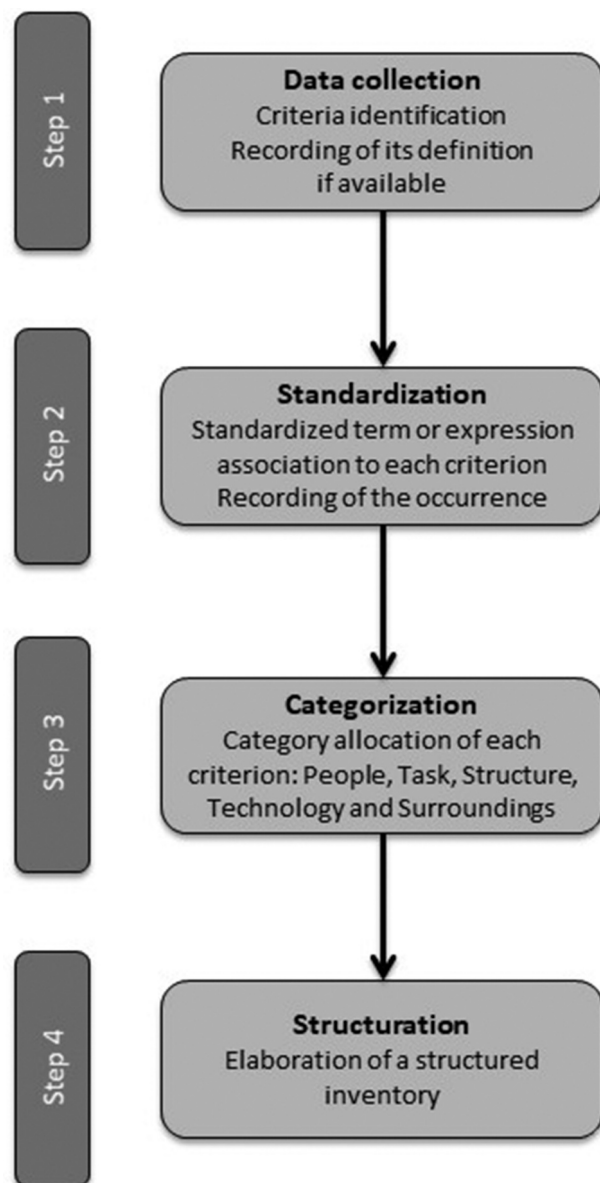 Step 1
Data collection
Criteria identification
Recording of its definition
if available
Step 2
Standardization
Standardized term or expression
association to each criterion
Recording of the occurrence
Step 3
Categorization
Category allocation of each
criterion: People, Task, Structure,
Technology and Surroundings
Step 4
Structuration
Elaboration of a structured
inventory